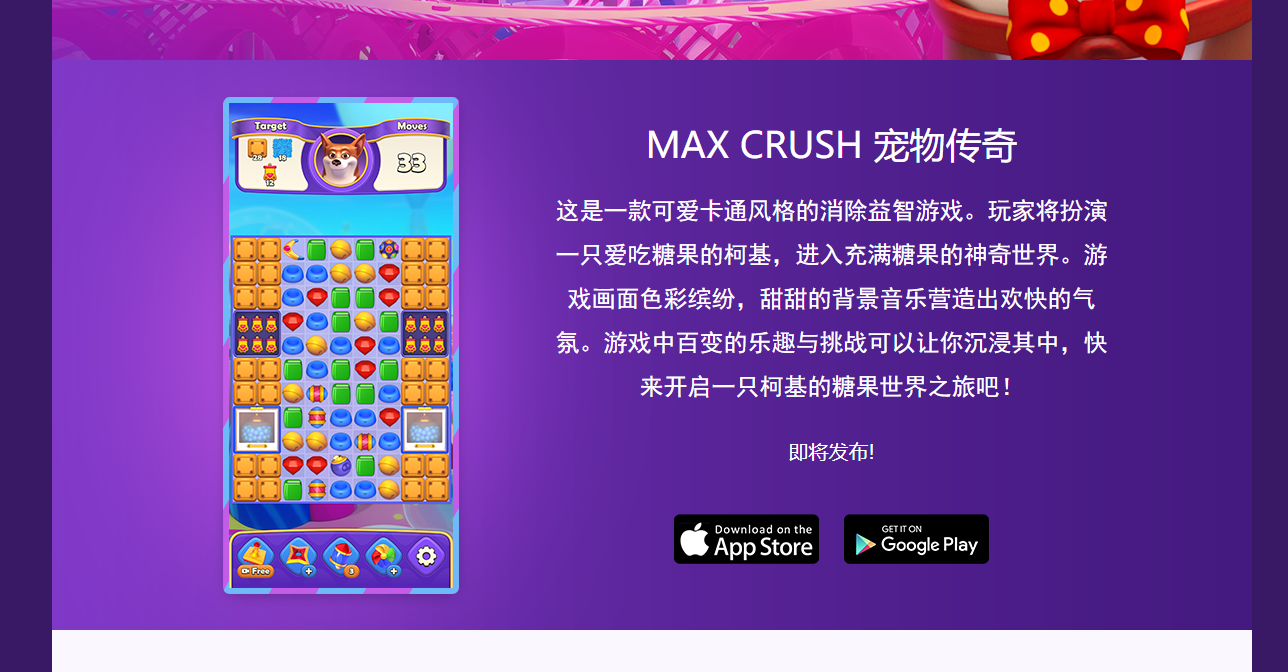 Target
Moves
28
18
33
12
MAX CRUSH 宠物传奇
这是一款可爱卡通风格的消除益智游戏。玩家将扮演
一只爱吃糖果的柯基，进入充满糖果的神奇世界。游
戏画面色彩缤纷，甜甜的背景音乐营造出欢快的气
氛。游戏中百变的乐趣与挑战可以让你沉浸其中，快
来开启一只柯基的糖果世界之旅吧！
即将发布!
Download on the
App Store
GET IT ON
Google Play
Free
3